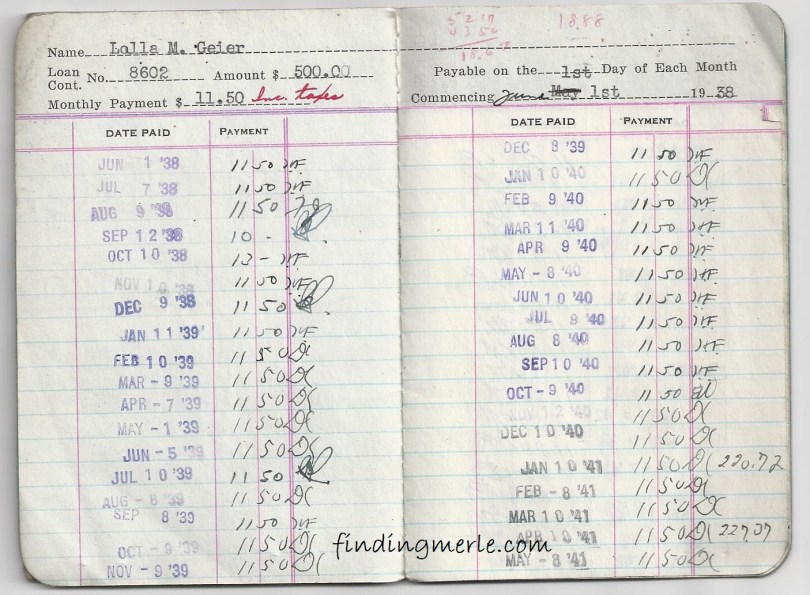 Name Lolla M. Geier
Loan
Cont. No. 8602 Amount $ 500.00
Monthly Payment $ 11.50 Inc. taxes
DATE PAID PAYMENT
JUN 1 '38 11 50
JUL 7 '38 11 50
AUG 9 '38 11 50
SEP 12 '38 10 -
OCT 10 '38 13 -
NOV 10 '38 11 50
DEC 9 '38 11 50
JAN 11 '39 11 50
FEB 10 '39 11 50
MAR - 9 '39 11 50
APR - 7 '39 11 50
MAY - 1 '39 11 50
JUN - 5 '39 11 50
JUL 10 '39 11 50
AUG - 8 '39 11 50
SEP 8 '39 11 50
OCT - 9 '39 11 50
NOV - 9 '39 11 50
18.88
Payable on the 1st Day of Each Month
Commencing June May 1st 19 38
DATE PAID PAYMENT
DEC 8 '39 11 50
JAN 10 '40 11 50
FEB 9 '40 11 50
MAR 11 '40 11 50
APR 9 '40 11 50
MAY - 8 '40 11 50
JUN 10 '40 11 50
JUL 9 '40 11 50
AUG 8 '40 11 50
SEP 10 '40 11 50
OCT - 9 '40 11 50
NOV 12 '40 11 50
DEC 10 '40 11 50
JAN 10 '41 11 50 220.72
FEB - 8 '41 11 50
MAR 10 '41 11 50
APR 10 '41 11 50 227.37
MAY - 8 '41 11 50
findingmerle.com